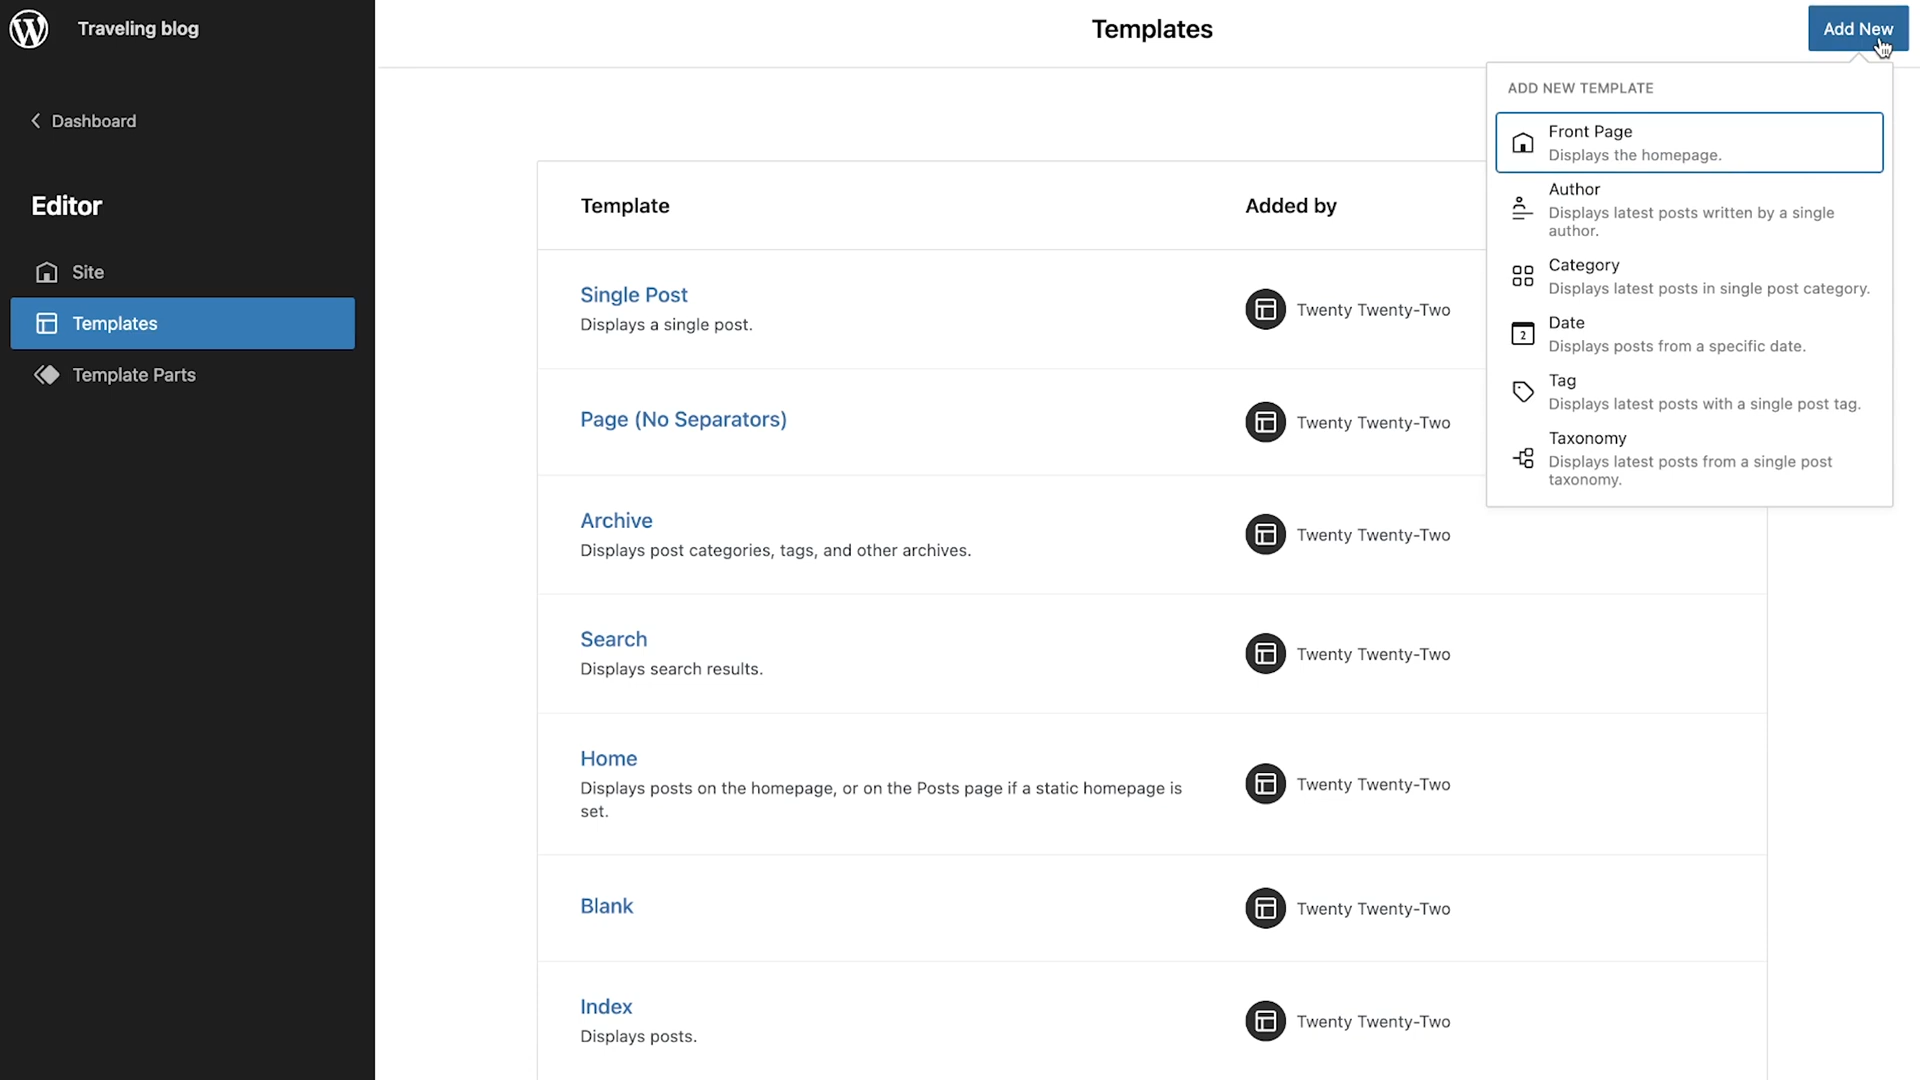 Traveling blog
Templates
Add New
Dashboard
Editor
Site
Templates
Template Parts
ADD NEW TEMPLATE
Front Page
Displays the homepage.
Author
Displays latest posts written by a single
author.
Category
Displays latest posts in single post category.
Date
2
Displays posts from a specific date.
Tag
Displays latest posts with a single post tag.
Taxonomy
Displays latest posts from a single post
taxonomy.
Template Added by
Single Post
Displays a single post.
Twenty Twenty-Two
Page (No Separators)
Twenty Twenty-Two
Archive
Displays post categories, tags, and other archives.
Twenty Twenty-Two
Search
Displays search results.
Twenty Twenty-Two
Home
Displays posts on the homepage, or on the Posts page if a static homepage is
set.
Twenty Twenty-Two
Blank
Twenty Twenty-Two
Index
Displays posts.
Twenty Twenty-Two